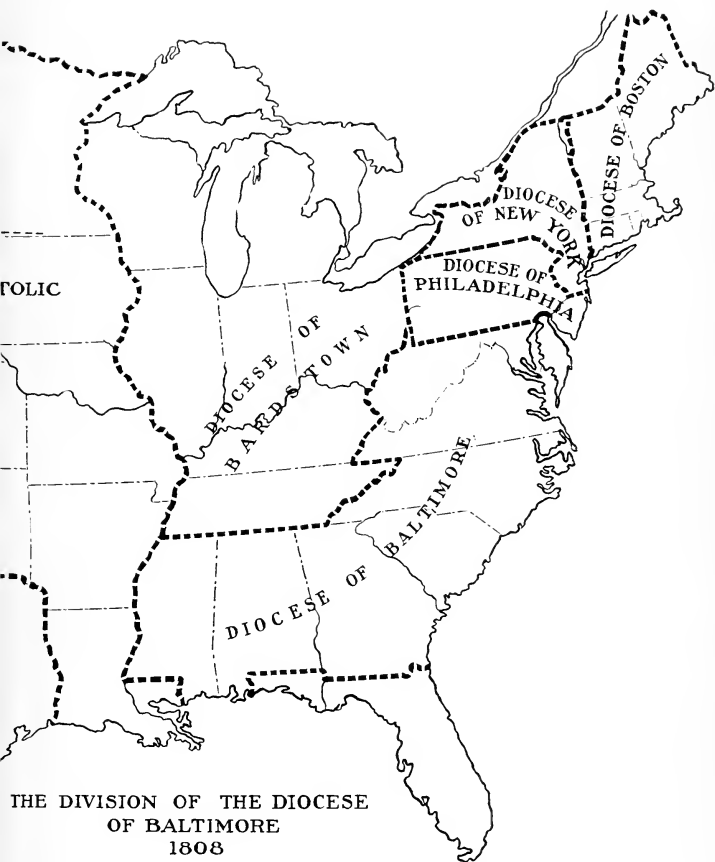 DIOCESE OF BOSTON
DIOCESE
OF NEW YORK
DIOCESE OF
PHILADELPHIA
TOLIC
DIOCESE OF
BARDSTOWN
DIOCESE OF BALTIMORE
THE DIVISION OF THE DIOCESE
OF BALTIMORE
1808